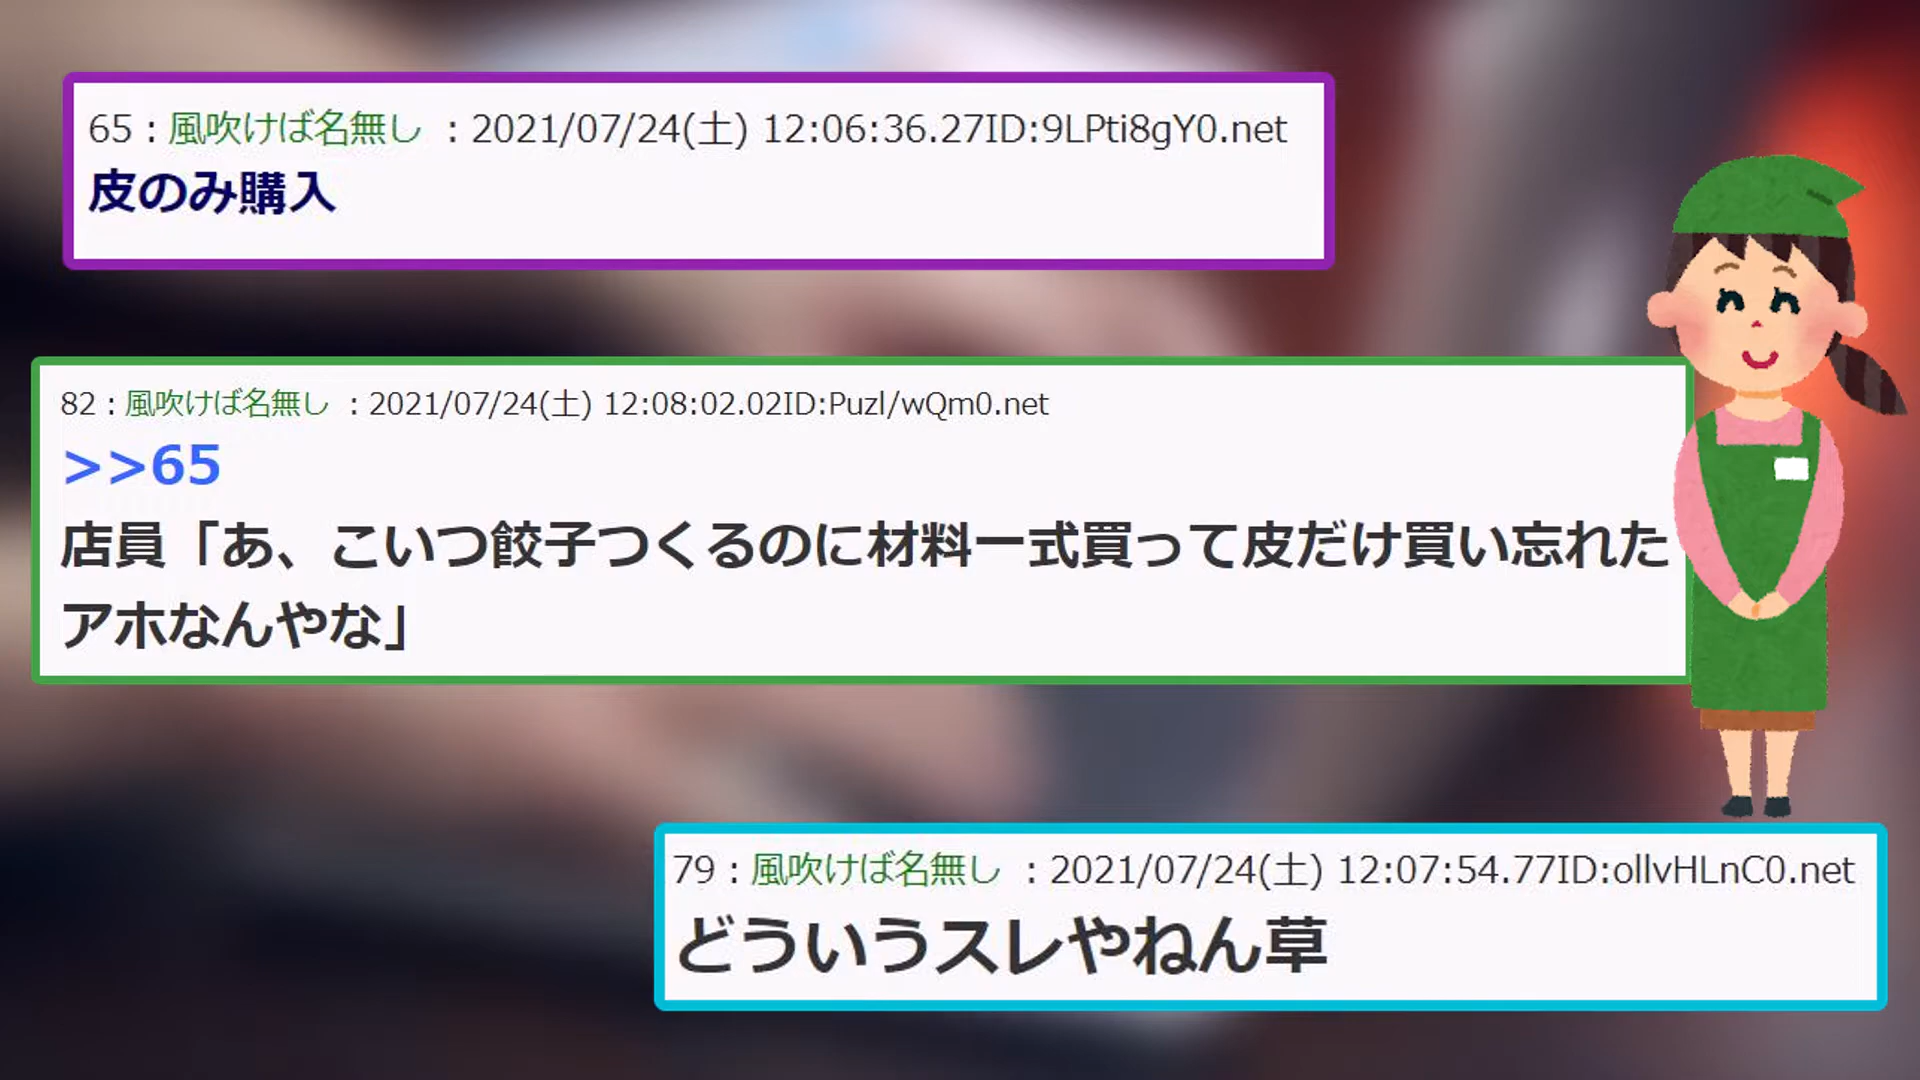 65 : 風吹けば名無し : 2021/07/24(土) 12:06:36.27ID:9LPti8gY0.net
皮のみ購入
82 : 風吹けば名無し : 2021/07/24(土) 12:08:02.02ID:Puzl/wQm0.net
>>65
店員「あ、こいつ餃子つくるのに材料一式買って皮だけ買い忘れた
アホなんやな」
79 : 風吹けば名無し : 2021/07/24(土) 12:07:54.77ID:ollvHLnC0.net
どういうスレやねん草